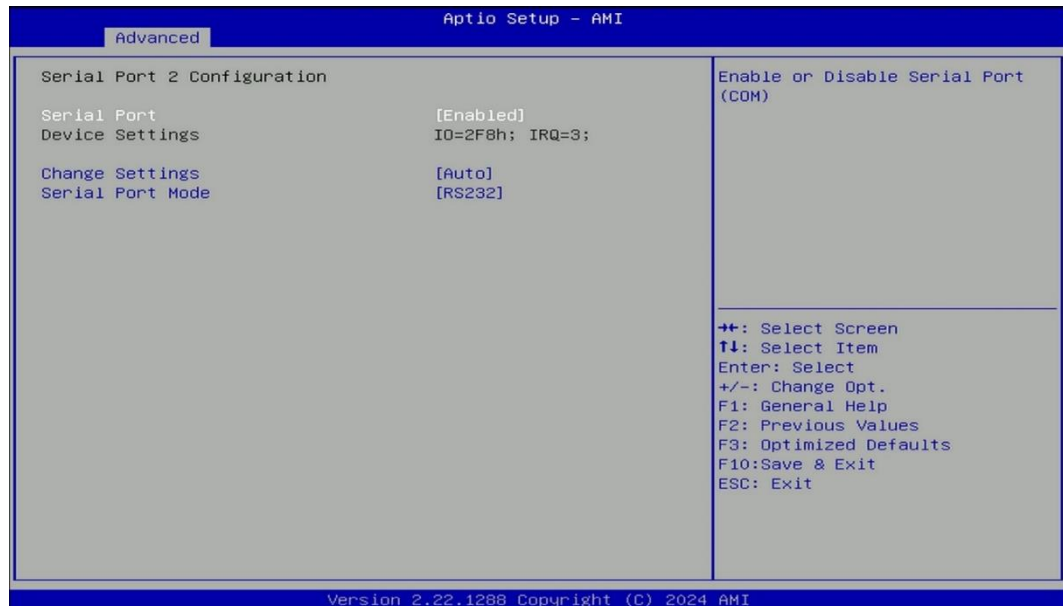 Aptio Setup – AMI
Advanced
Serial Port 2 Configuration
Serial Port [Enabled]
Device Settings IO=2F8h; IRQ=3;
Change Settings [Auto]
Serial Port Mode [RS232]
Enable or Disable Serial Port
(COM)
→←: Select Screen
↑↓: Select Item
Enter: Select
+/-: Change Opt.
F1: General Help
F2: Previous Values
F3: Optimized Defaults
F10:Save & Exit
ESC: Exit
Version 2.22.1288 Copyright (C) 2024 AMI